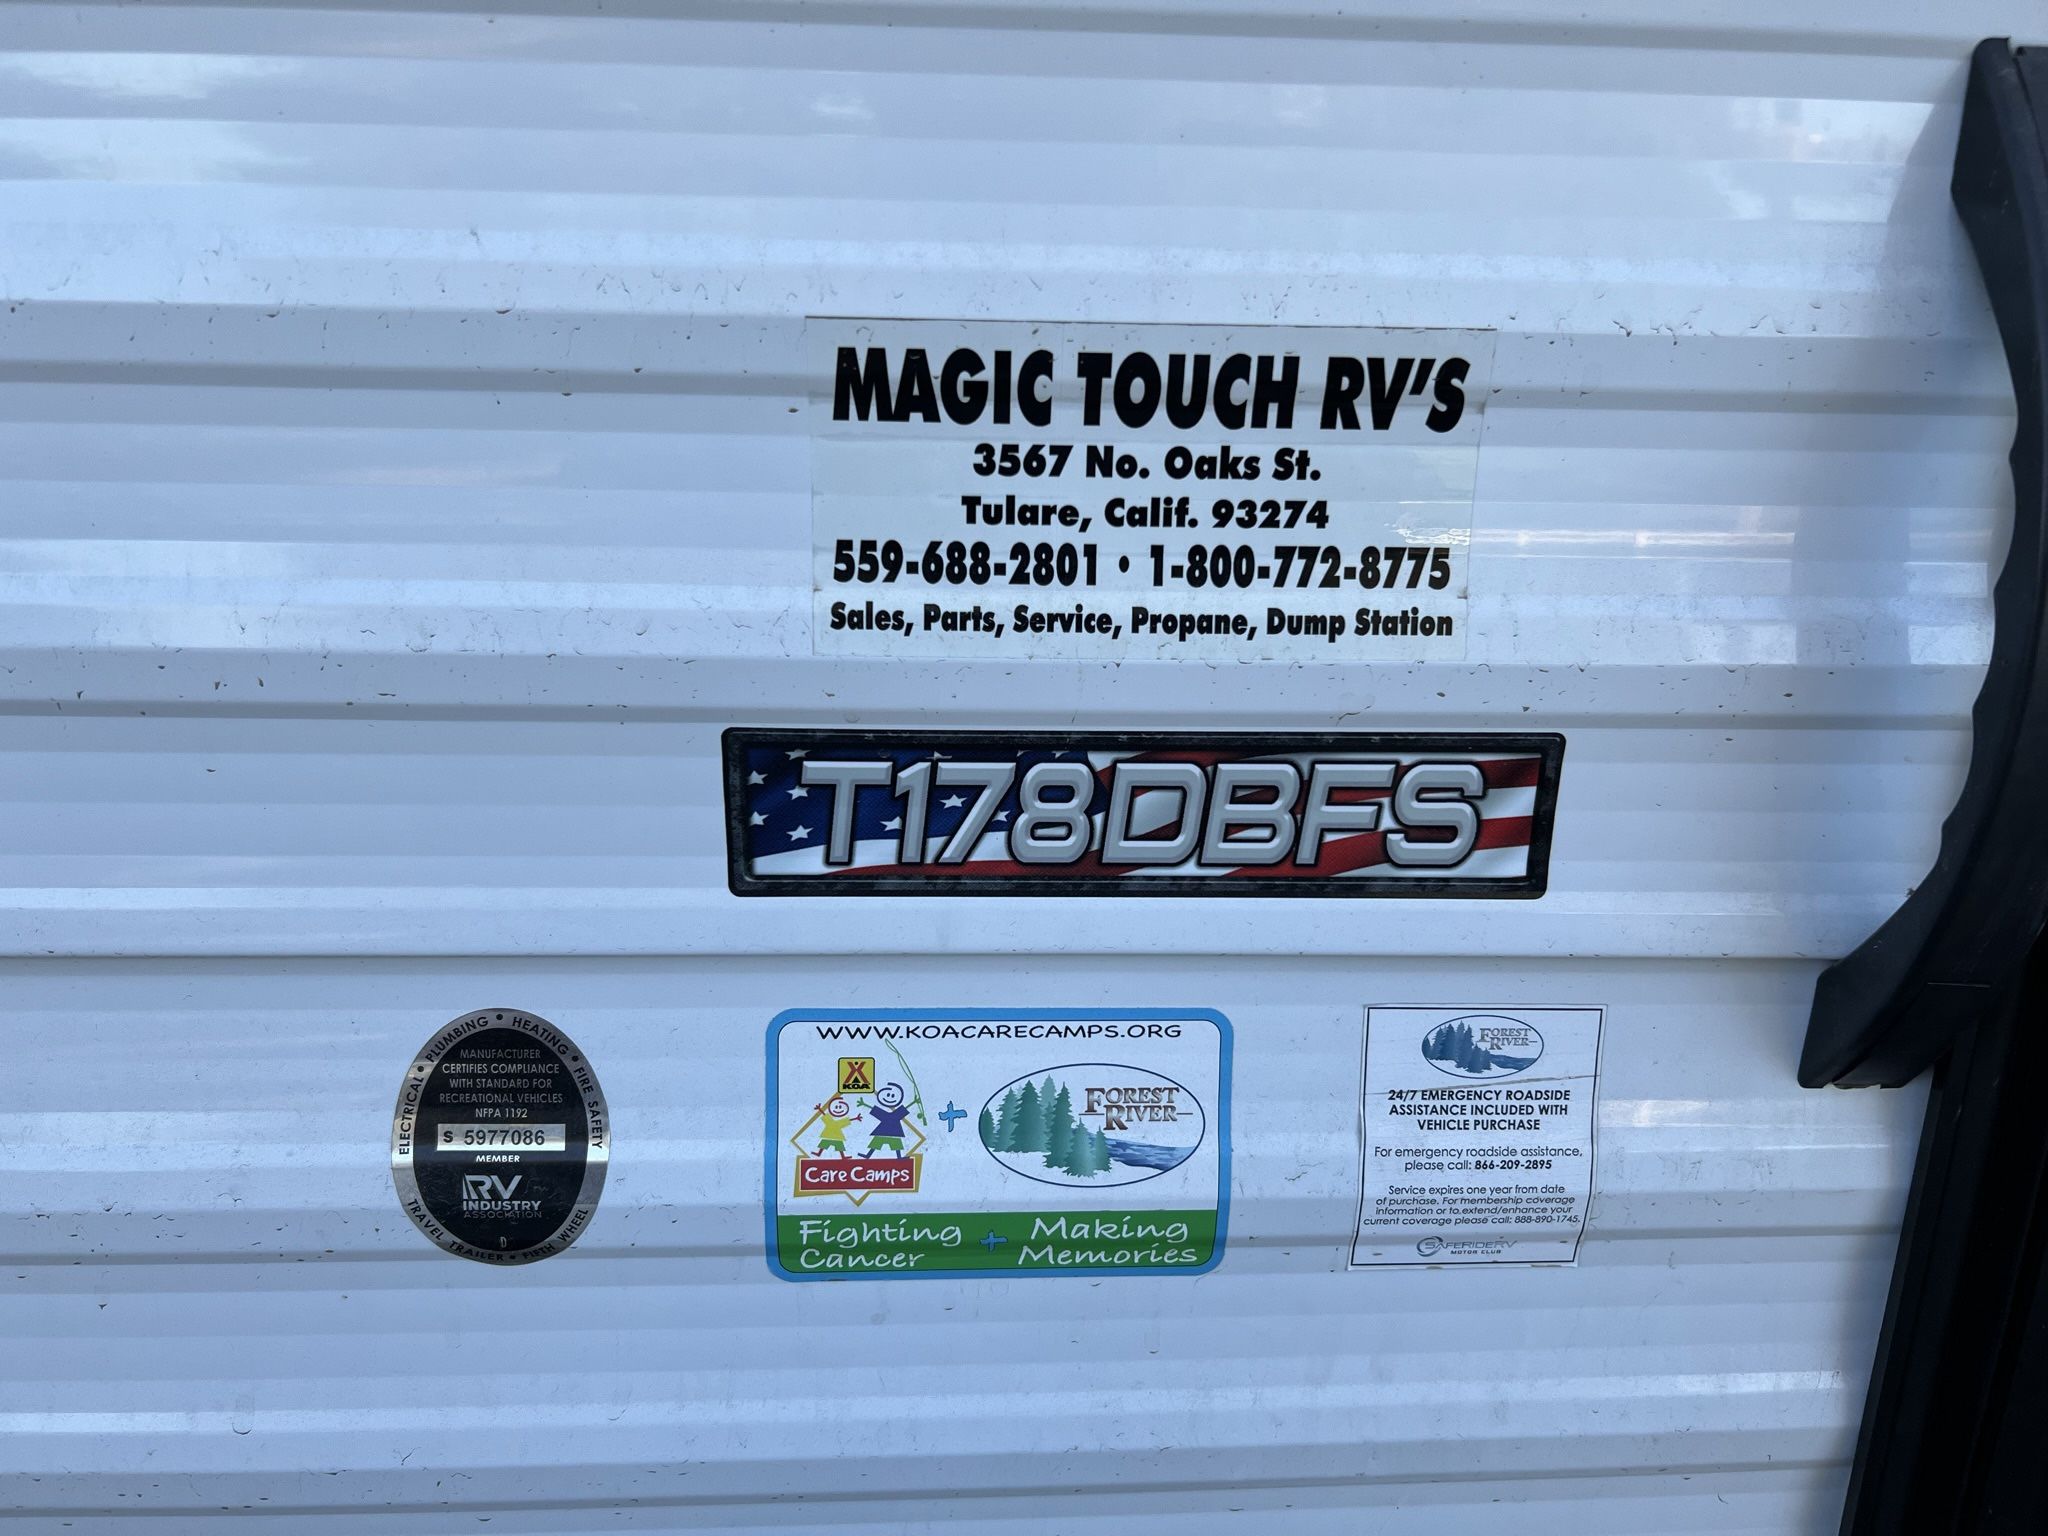 MAGIC TOUCH RV'S
3567 No. Oaks St.
Tulare, Calif. 93274
559-688-2801 • 1-800-772-8775
Sales, Parts, Service, Propane, Dump Station
T178DBFS
ELECTRICAL • PLUMBING • HEATING • FIRE SAFETY
MANUFACTURER
CERTIFIES COMPLIANCE
WITH STANDARD FOR
RECREATIONAL VEHICLES
NFPA 1192
S 5977086
MEMBER
RV
INDUSTRY
ASSOCIATION
D
TRAVEL TRAILER • FIFTH WHEEL
WWW.KOACARECAMPS.ORG
KOA
Care Camps
+
FOREST
RIVER
Fighting
Cancer
+
Making
Memories
FOREST
RIVER
24/7 EMERGENCY ROADSIDE
ASSISTANCE INCLUDED WITH
VEHICLE PURCHASE
For emergency roadside assistance,
please call: 866-209-2895
Service expires one year from date
of purchase. For membership coverage
information or to extend/enhance your
current coverage please call: 888-890-1745.
SAFERIDERV
MOTOR CLUB